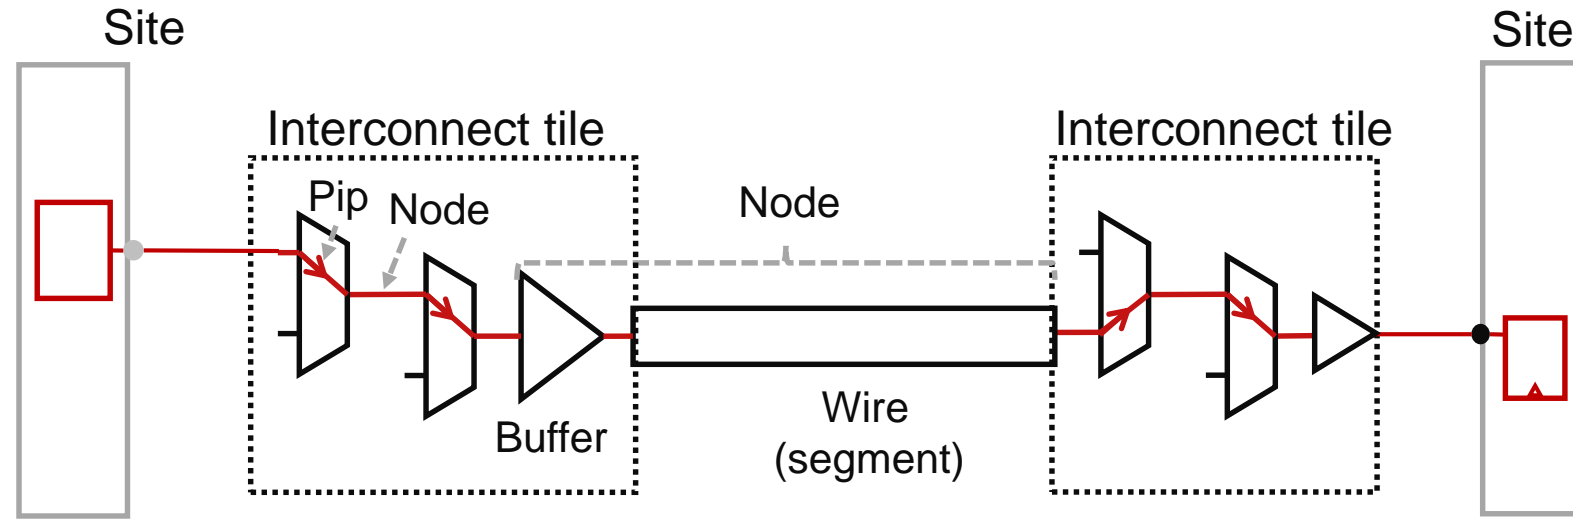 Site
Site
Interconnect tile
Interconnect tile
Pip
Node
Node
Buffer
Wire
(segment)